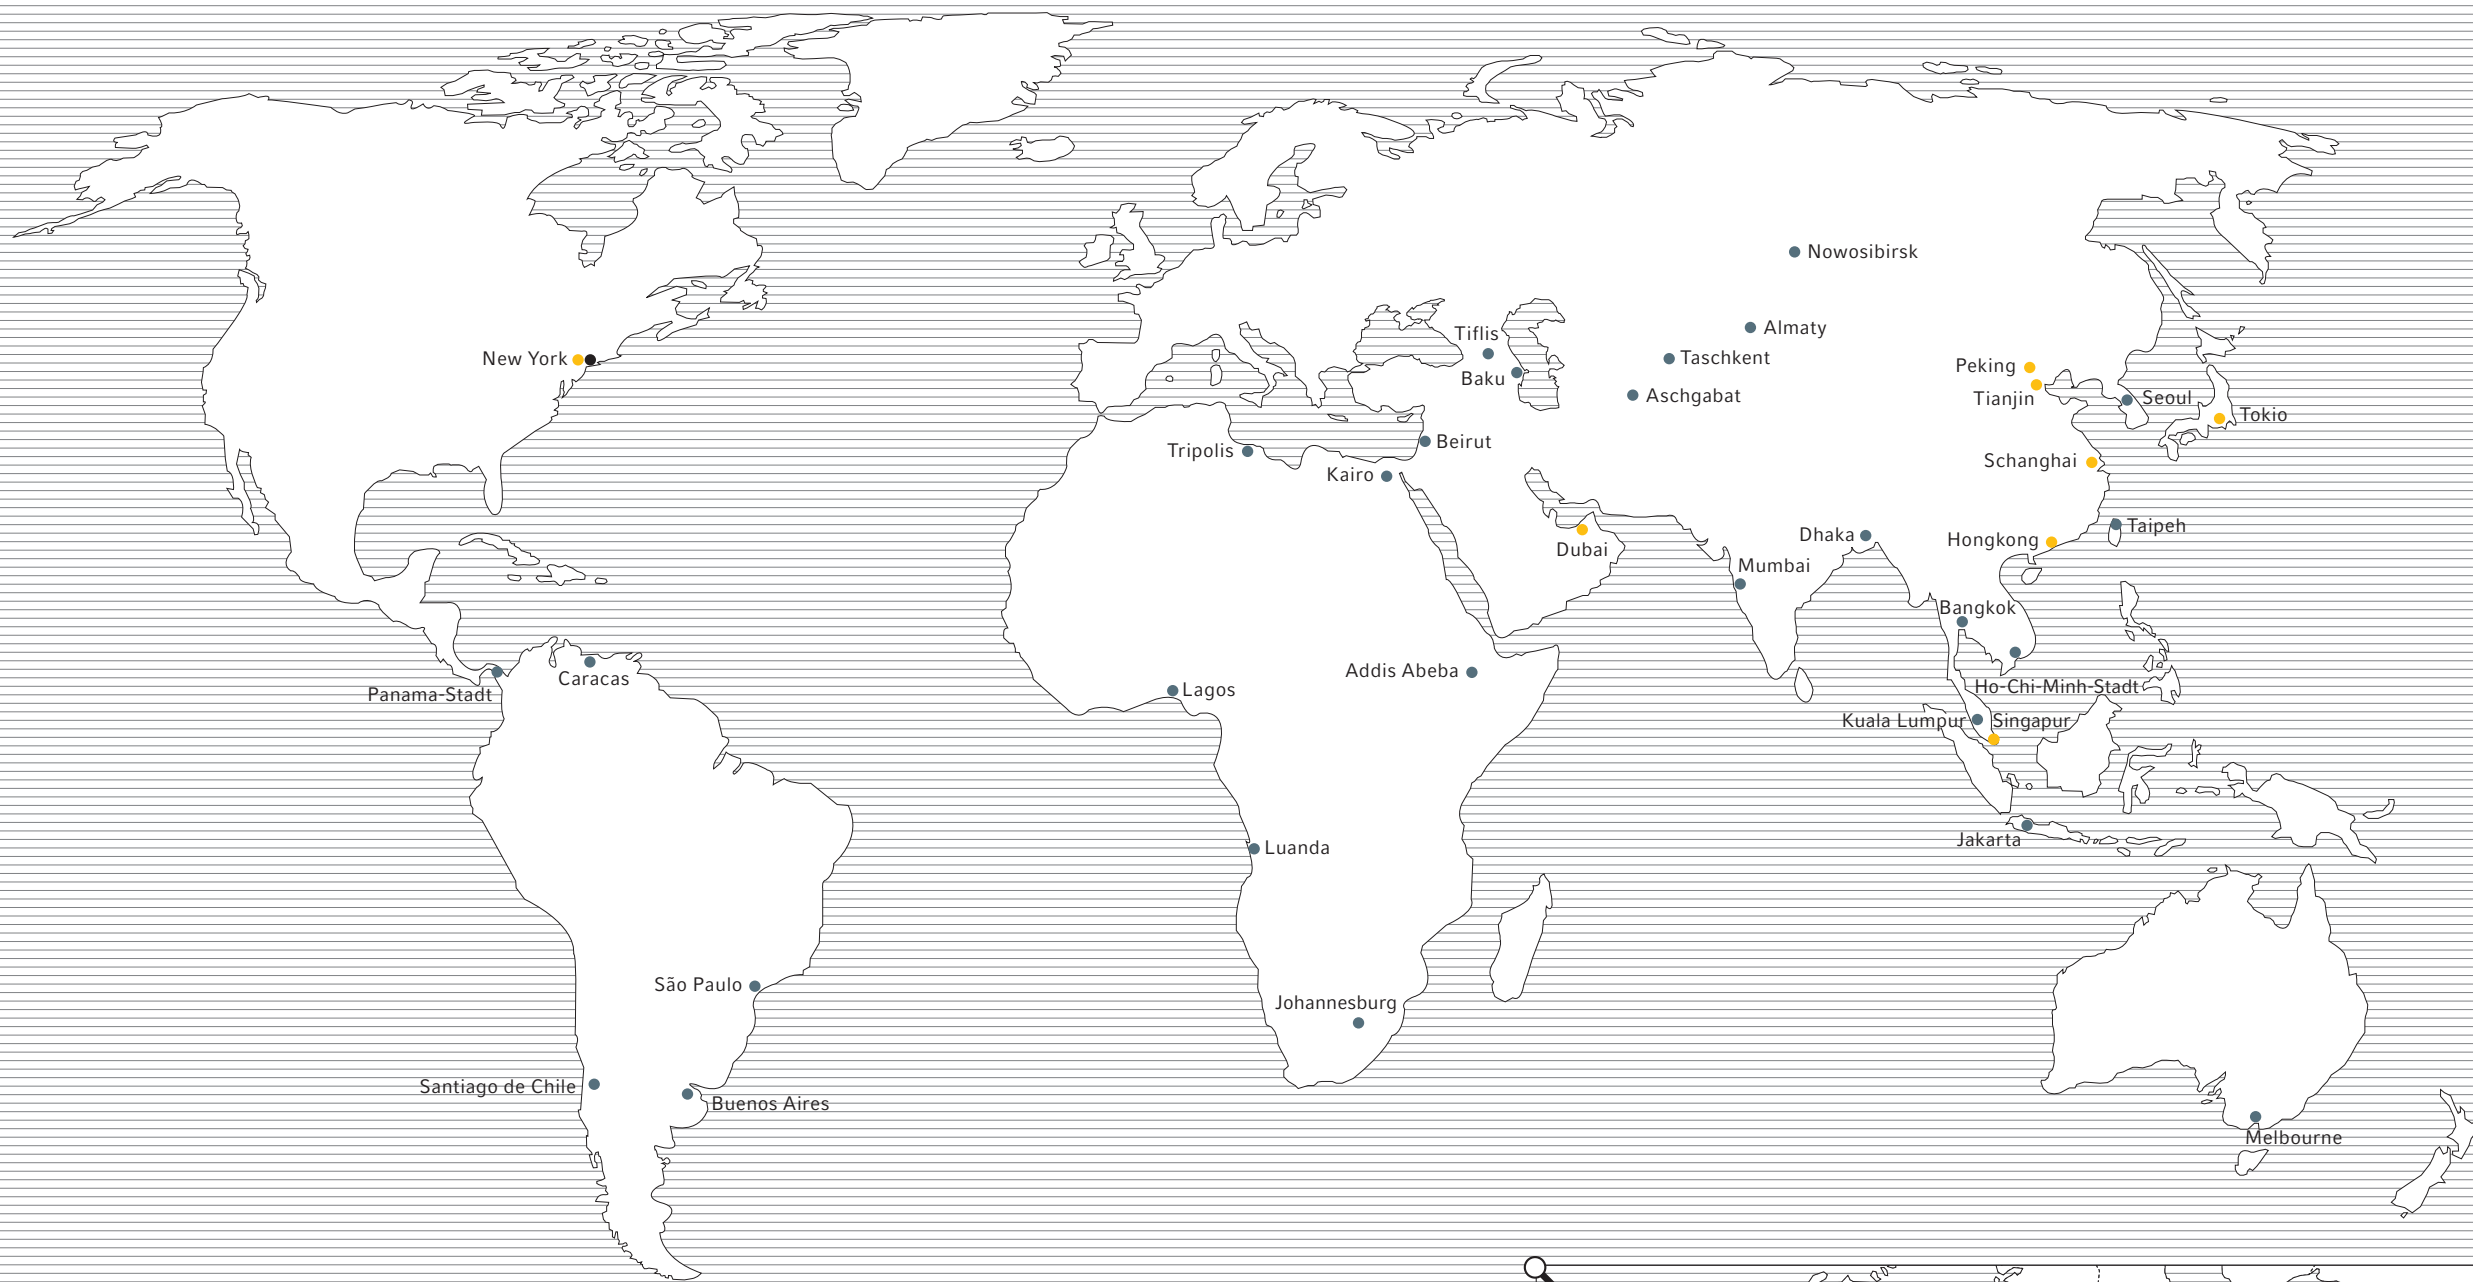 Nowosibirsk
Almaty
Tiflis
New York
Taschkent
Peking
Baku
Aschgabat
Tianjin
Seoul
Tokio
Beirut
Tripolis
Schanghai
Kairo
Taipeh
Dhaka
Hongkong
Dubai
Mumbai
Bangkok
Addis Abeba
Caracas
Ho-Chi-Minh-Stadt
Lagos
Panama-Stadt
Kuala Lumpur
Singapur
Jakarta
Luanda
São Paulo
Johannesburg
Santiago de Chile
Buenos Aires
Melbourne